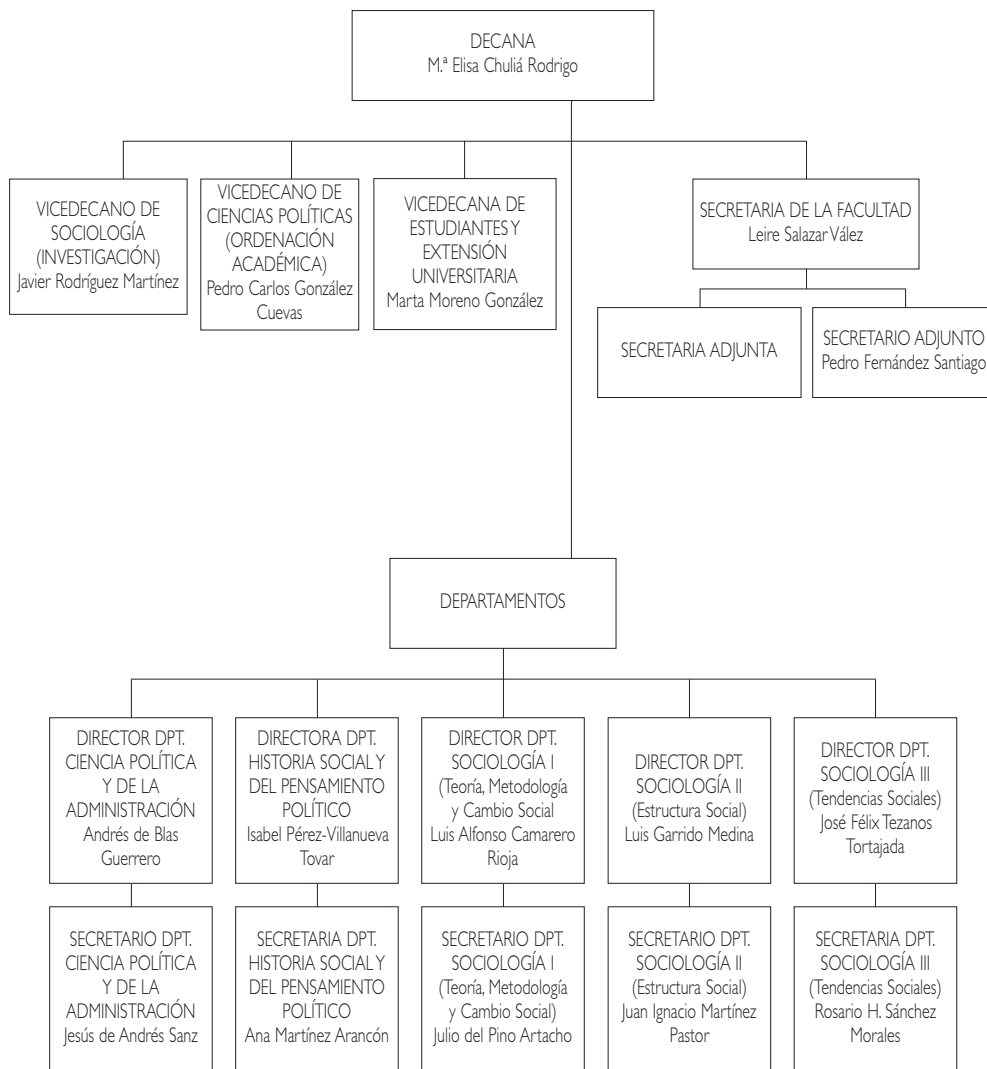 DECANA
M.ª Elisa Chuliá Rodrigo
VICEDECANO DE
SOCIOLOGÍA
(INVESTIGACIÓN)
Javier Rodríguez Martínez
VICEDECANO DE
CIENCIAS POLÍTICAS
(ORDENACIÓN
ACADÉMICA)
Pedro Carlos González
Cuevas
VICEDECANA DE
ESTUDIANTES Y
EXTENSIÓN
UNIVERSITARIA
Marta Moreno González
SECRETARIA DE LA FACULTAD
Leire Salazar Vález
SECRETARIA ADJUNTA
SECRETARIO ADJUNTO
Pedro Fernández Santiago
DEPARTAMENTOS
DIRECTOR DPT.
CIENCIA POLÍTICA
Y DE LA
ADMINISTRACIÓN
Andrés de Blas
Guerrero
DIRECTORA DPT.
HISTORIA SOCIAL Y
DEL PENSAMIENTO
POLÍTICO
Isabel Pérez-Villanueva
Tovar
DIRECTOR DPT.
SOCIOLOGÍA I
(Teoría, Metodología
y Cambio Social
Luis Alfonso Camarero
Rioja
DIRECTOR DPT.
SOCIOLOGÍA II
(Estructura Social)
Luis Garrido Medina
DIRECTOR DPT.
SOCIOLOGÍA III
(Tendencias Sociales)
José Félix Tezanos
Tortajada
SECRETARIO DPT.
CIENCIA POLÍTICA
Y DE LA
ADMINISTRACIÓN
Jesús de Andrés Sanz
SECRETARIA DPT.
HISTORIA SOCIAL Y
DEL PENSAMIENTO
POLÍTICO
Ana Martínez Arancón
SECRETARIO DPT.
SOCIOLOGÍA I
(Teoría, Metodología
y Cambio Social)
Julio del Pino Artacho
SECRETARIO DPT.
SOCIOLOGÍA II
(Estructura Social)
Juan Ignacio Martínez
Pastor
SECRETARIA DPT.
SOCIOLOGÍA III
(Tendencias Sociales)
Rosario H. Sánchez
Morales